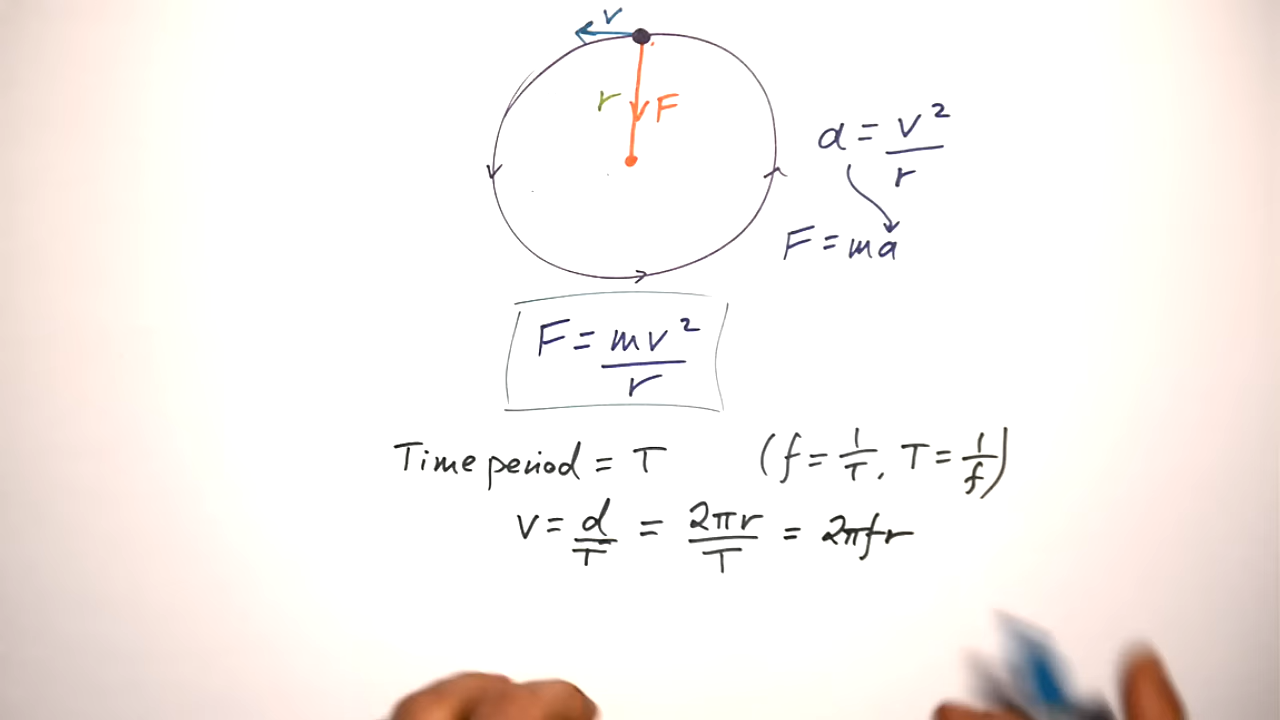 v
r F
a = v²/r
F = ma
F = mv²/r
Time period = T (f = 1/T, T = 1/f)
v = d/T = 2πr/T = 2πfr